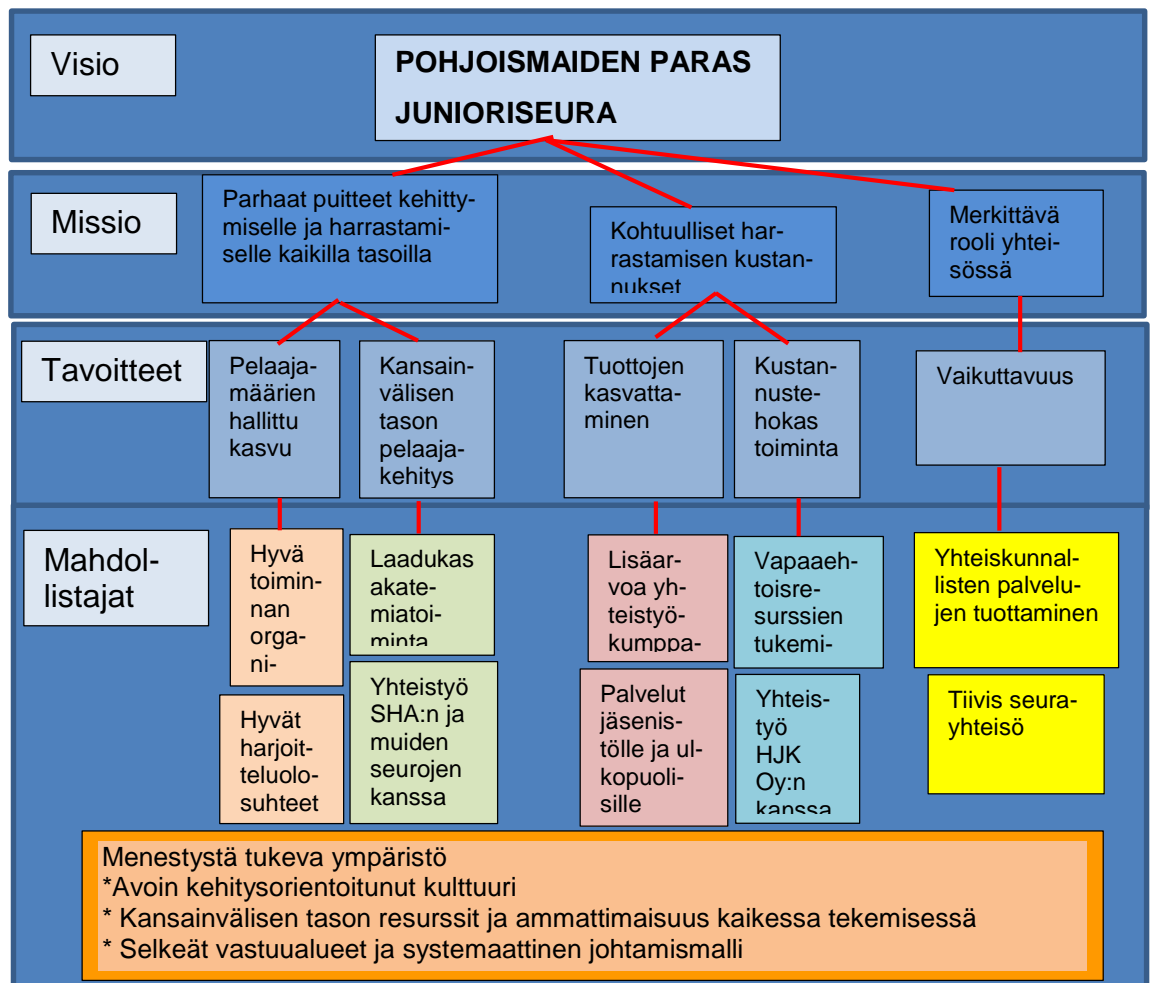 Visio
POHJOISMAIDEN PARAS
JUNIORISEURA
Missio
Parhaat puitteet kehitty-
miselle ja harrastami-
selle kaikilla tasoilla
Kohtuulliset har-
rastamisen kustan-
nukset
Merkittävä
rooli yhtei-
sössä
Tavoitteet
Pelaaja-
määrien
hallittu
kasvu
Kansain-
välisen
tason
pelaaja-
kehitys
Tuottojen
kasvatta-
minen
Kustan-
nuste-
hokas
toiminta
Vaikuttavuus
Mahdol-
listajat
Hyvä
toimin-
nan
orga-
ni-
Laadukas
akate-
miatoi-
minta
Lisäar-
voa yh-
teistyö-
kumppa-
Vapaaeh-
toisre-
surssien
tukemi-
Yhteiskunnal-
listen palvelu-
jen tuottaminen
Hyvät
harjoit-
teluolo-
suhteet
Yhteistyö
SHA:n ja
muiden
seurojen
kanssa
Palvelut
jäsenis-
tölle ja ul-
kopuoli-
sille
Yhteis-
työ
HJK
Oy:n
kanssa
Tiivis seura-
yhteisö
Menestystä tukeva ympäristö
*Avoin kehitysorientoitunut kulttuuri
* Kansainvälisen tason resurssit ja ammattimaisuus kaikessa tekemisessä
* Selkeät vastuualueet ja systemaattinen johtamismalli